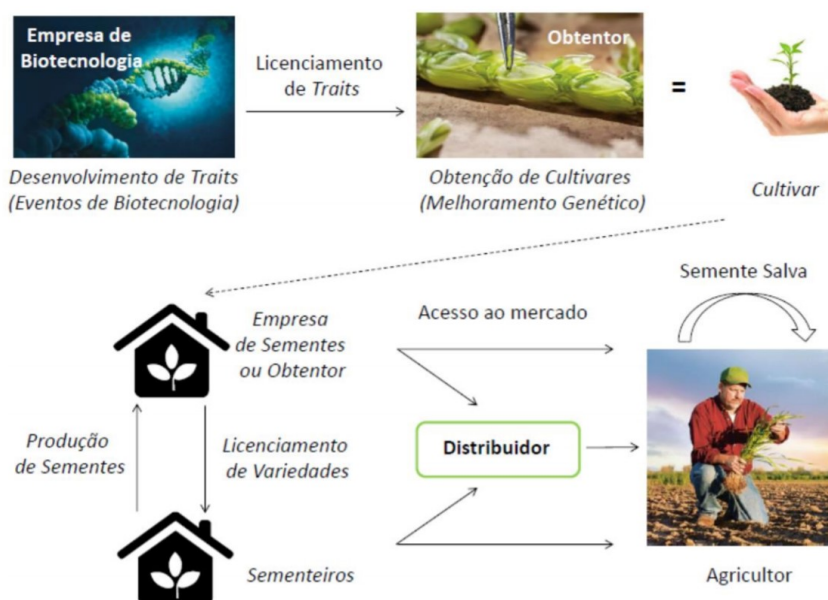 Empresa de
Biotecnologia
Licenciamento
de Traits
Obtentor
=
Desenvolvimento de Traits
(Eventos de Biotecnologia)
Obtenção de Cultivares
(Melhoramento Genético)
Cultivar
Semente Salva
Empresa
de Sementes
ou Obtentor
Acesso ao mercado
Produção
de Sementes
Licenciamento
de Variedades
Distribuidor
Sementeiros
Agricultor